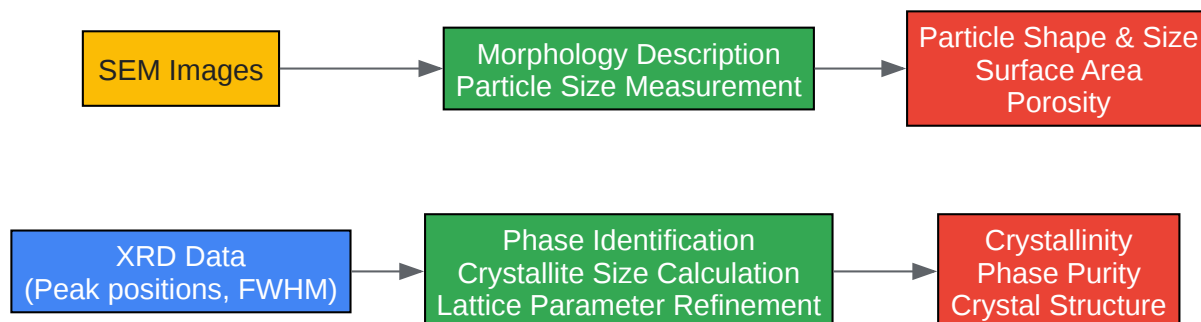 SEM Images
Morphology Description
Particle Size Measurement
Particle Shape & Size
Surface Area
Porosity
XRD Data
(Peak positions, FWHM)
Phase Identification
Crystallite Size Calculation
Lattice Parameter Refinement
Crystallinity
Phase Purity
Crystal Structure